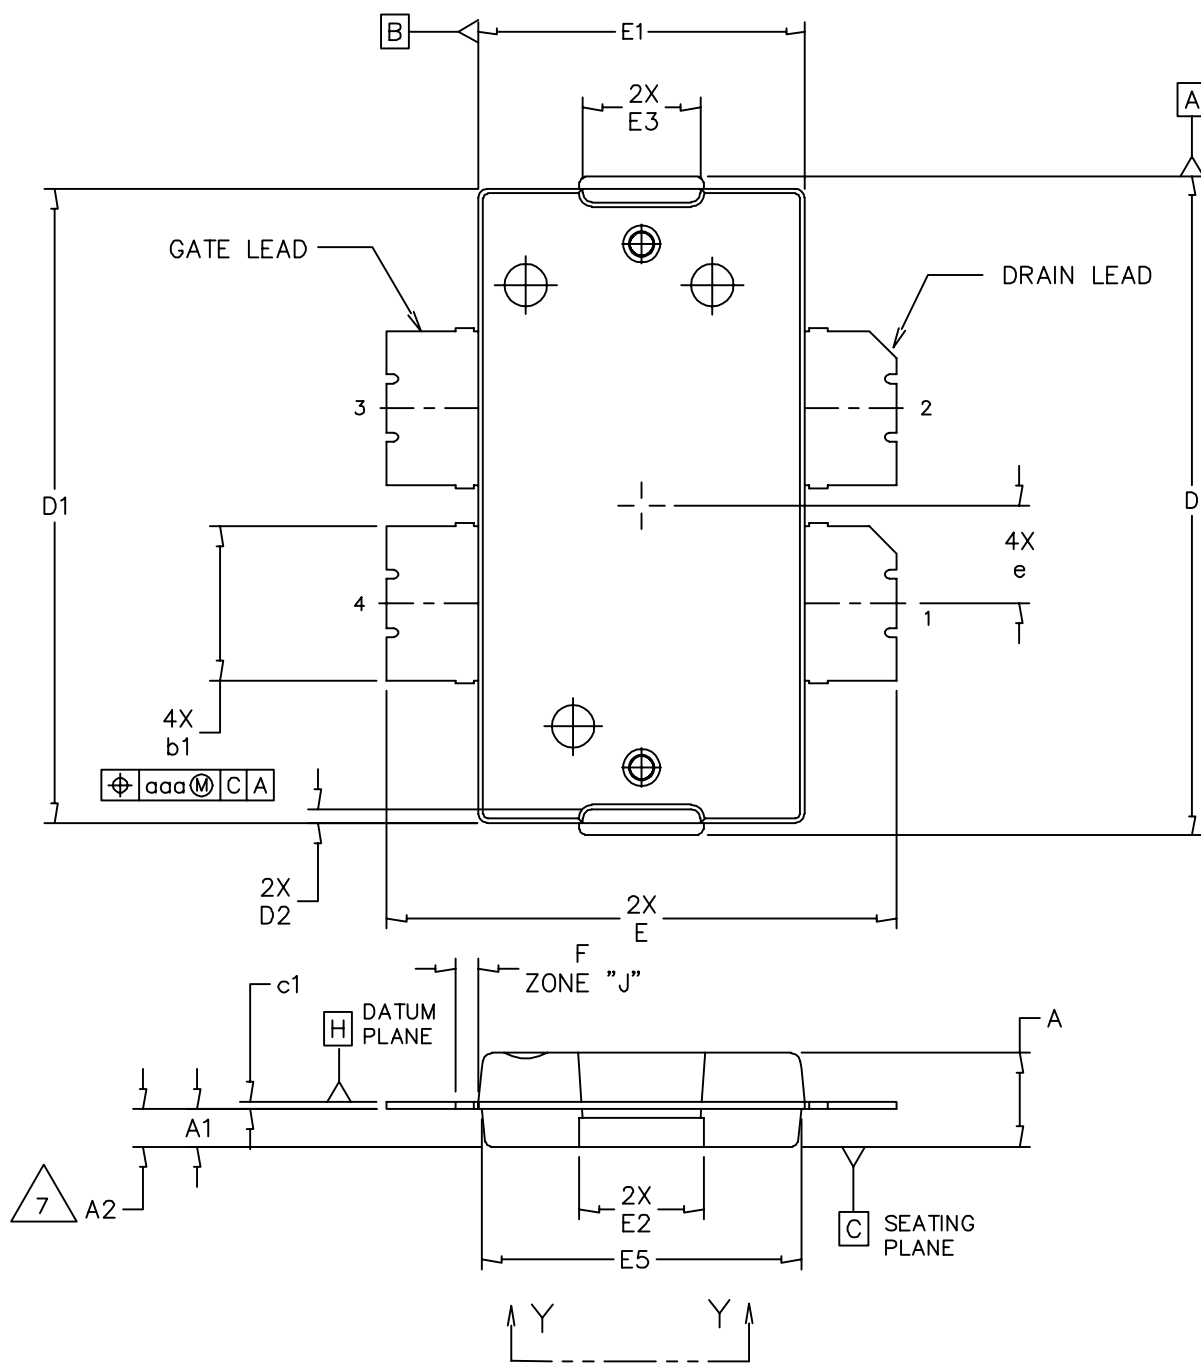 B
E1
2X
E3
A
GATE LEAD
DRAIN LEAD
3
2
D1
D
4X
e
4
1
4X
b1
aaa Ⓜ C A
2X
D2
2X
E
F
ZONE "J"
c1
H
DATUM
PLANE
A
A1
7
A2
2X
E2
C
SEATING
PLANE
E5
Y
Y